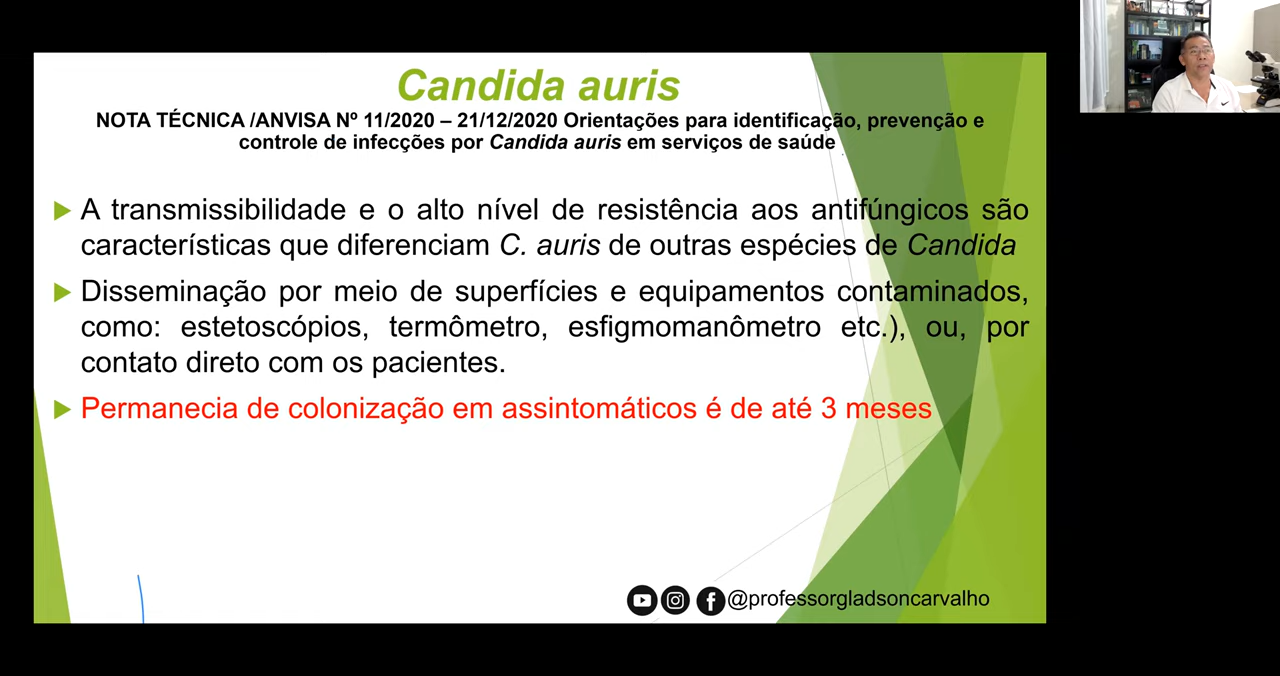 Candida auris
NOTA TÉCNICA /ANVISA Nº 11/2020 – 21/12/2020 Orientações para identificação, prevenção e
controle de infecções por Candida auris em serviços de saúde
A transmissibilidade e o alto nível de resistência aos antifúngicos são
características que diferenciam C. auris de outras espécies de Candida
Disseminação por meio de superfícies e equipamentos contaminados,
como: estetoscópios, termômetro, esfigmomanômetro etc.), ou, por
contato direto com os pacientes.
Permanecia de colonização em assintomáticos é de até 3 meses
@professorgladsoncarvalho